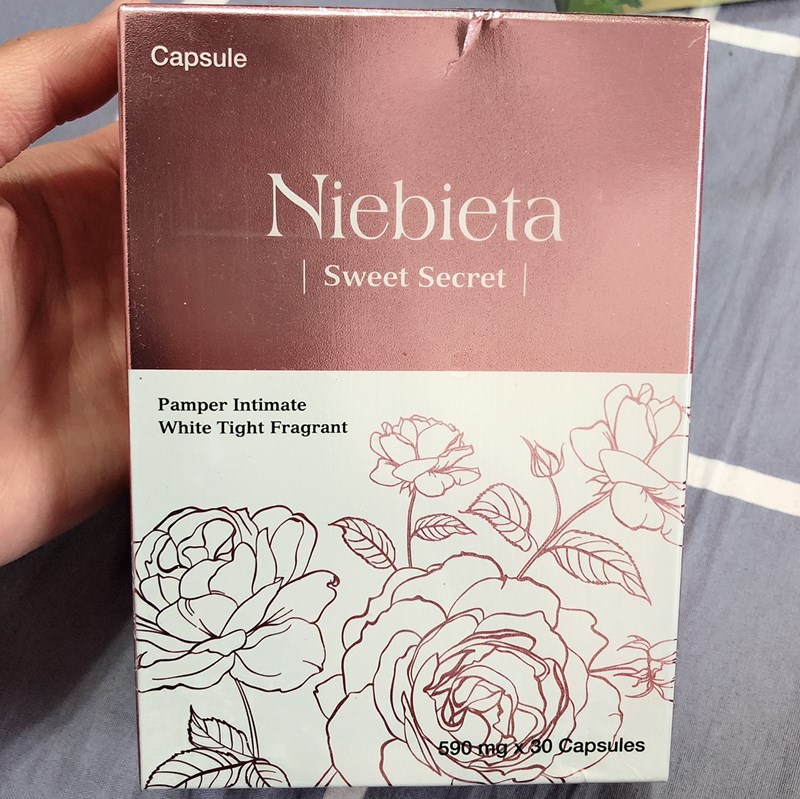 Capsule
Niebieta
| Sweet Secret |
Pamper Intimate
White Tight Fragrant
590 mg x 30 Capsules